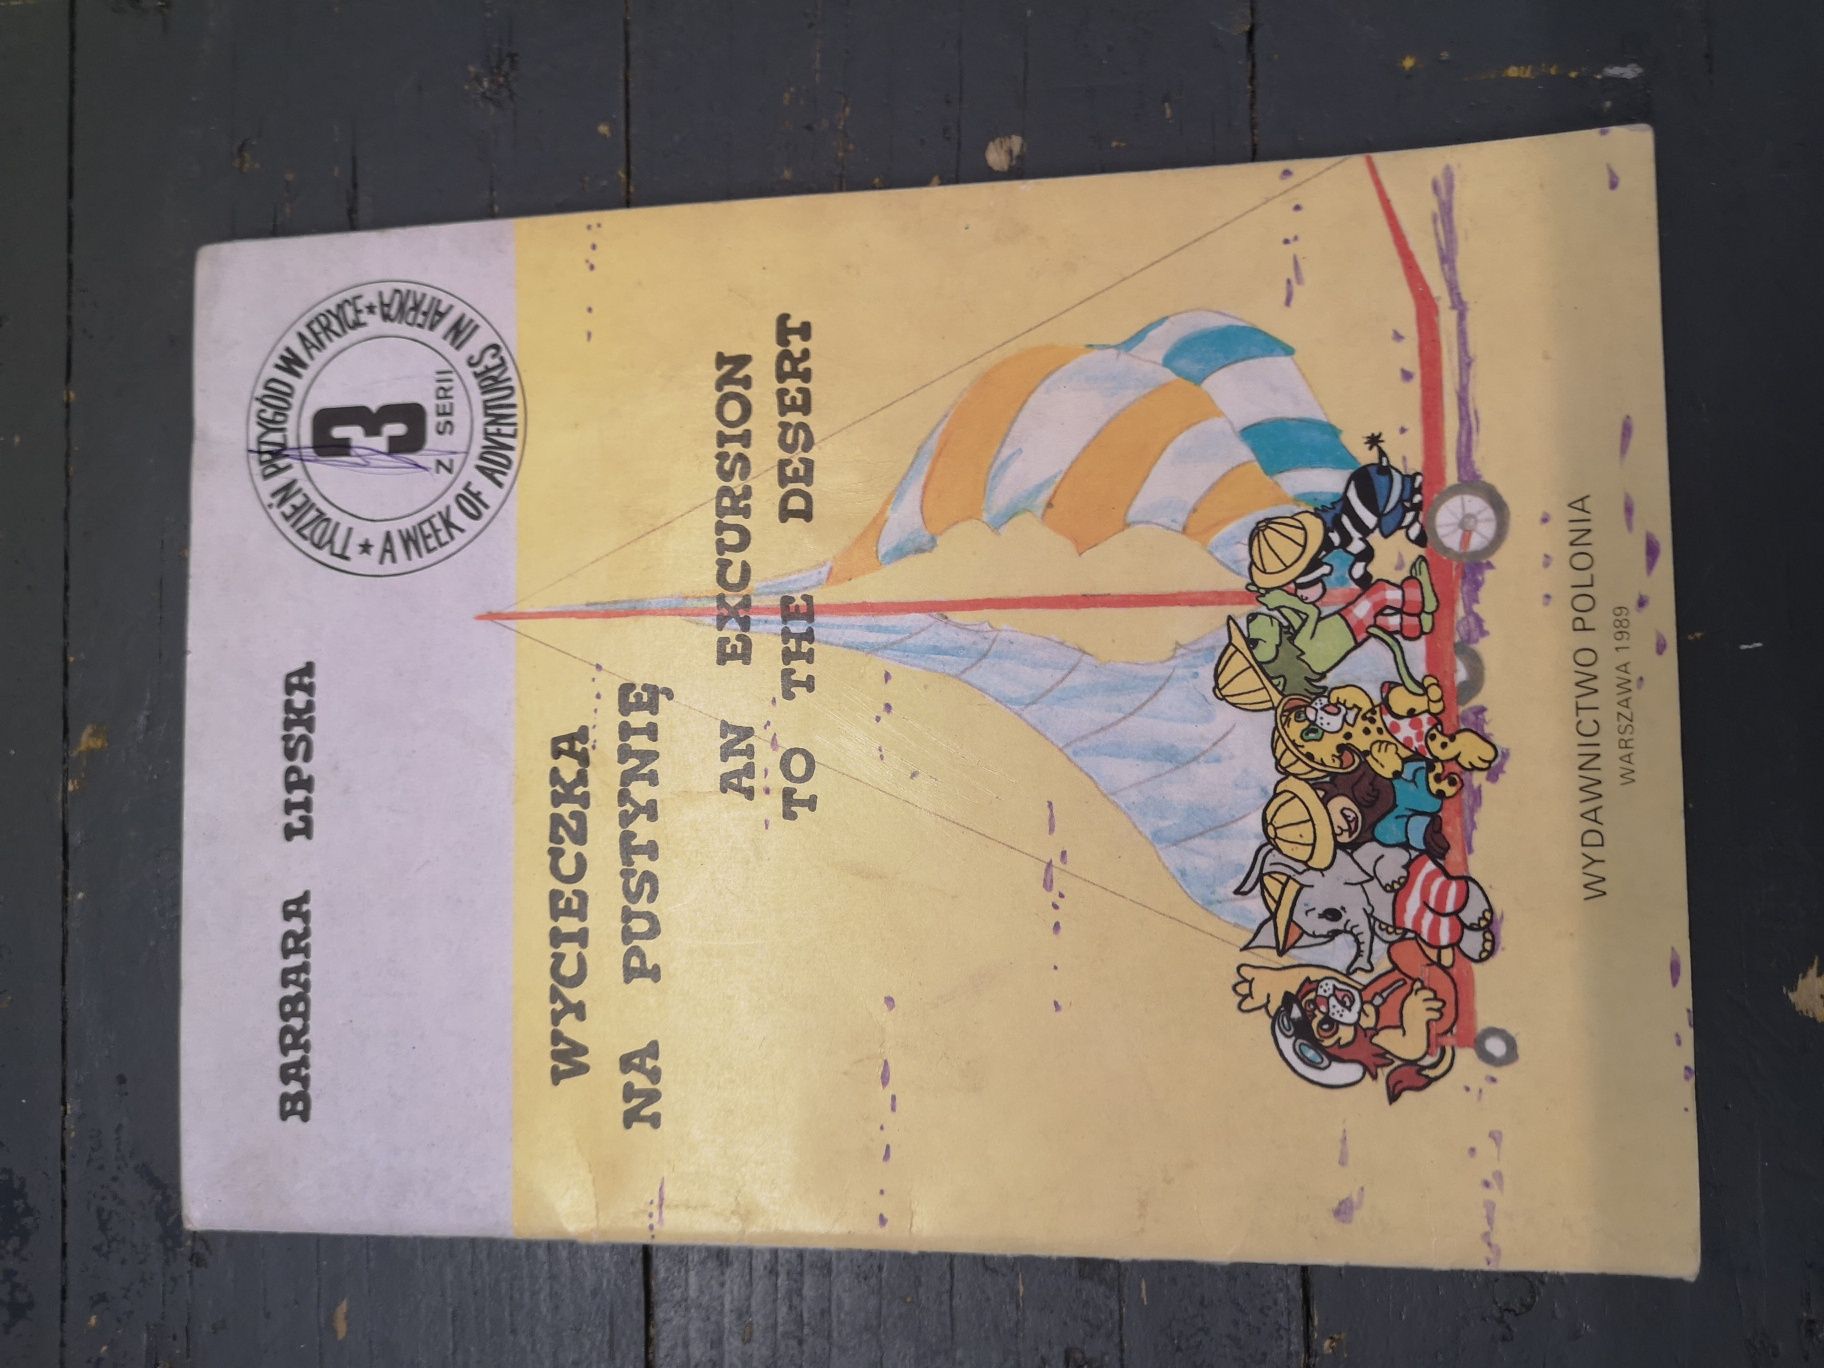 BARBARA LIPSKA
TYDZIEŃ PRZYGÓD W AFRYCE ★ A WEEK OF ADVENTURES IN AFRICA ★
3
Z SERII
WYCIECZKA
NA PUSTYNIĘ
AN EXCURSION
TO THE DESERT
WYDAWNICTWO POLONIA
WARSZAWA 1989